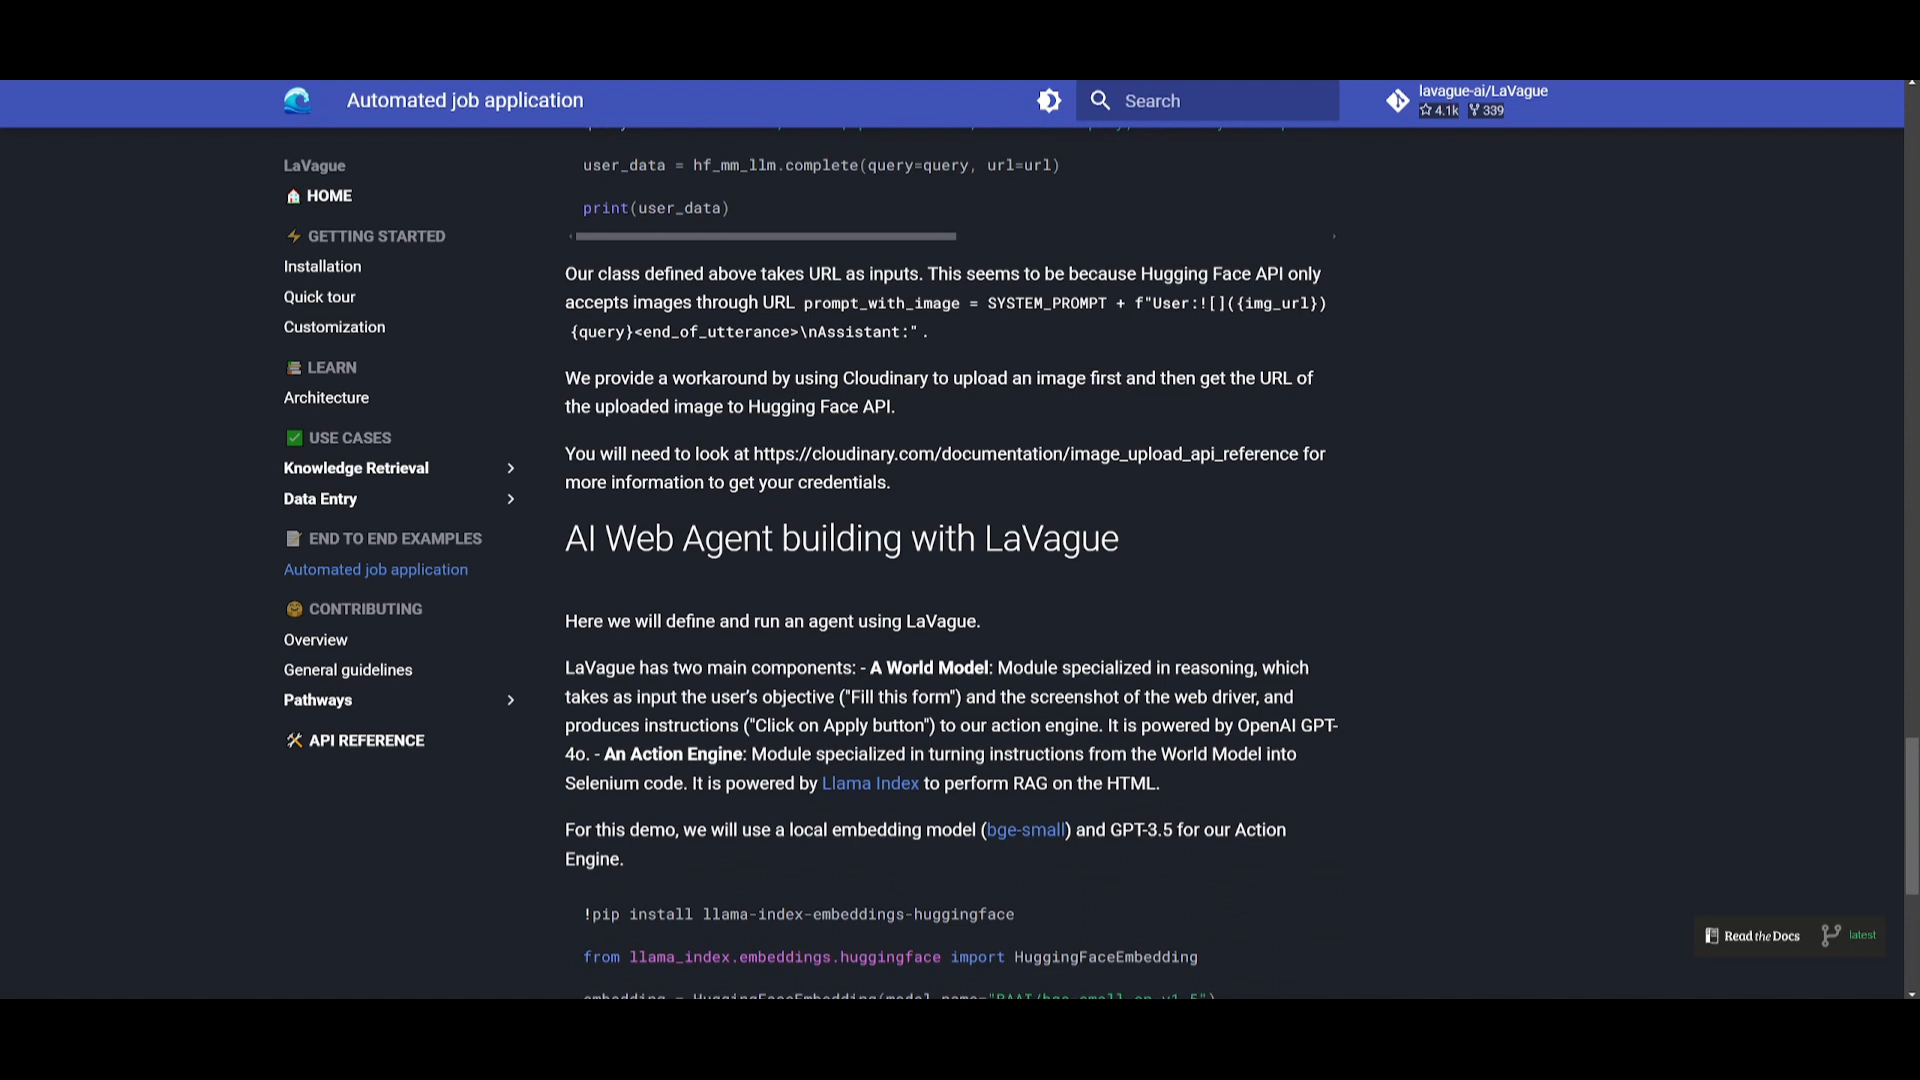 Automated job application
Search
lavague-ai/LaVague
4.1k 339
LaVague
HOME
GETTING STARTED
Installation
Quick tour
Customization
LEARN
Architecture
USE CASES
Knowledge Retrieval
Data Entry
END TO END EXAMPLES
Automated job application
CONTRIBUTING
Overview
General guidelines
Pathways
API REFERENCE
user_data = hf_mm_llm.complete(query=query, url=url)
print(user_data)
Our class defined above takes URL as inputs. This seems to be because Hugging Face API only
accepts images through URL prompt_with_image = SYSTEM_PROMPT + f"User:![]({img_url})
{query}<end_of_utterance>\nAssistant:" .
We provide a workaround by using Cloudinary to upload an image first and then get the URL of
the uploaded image to Hugging Face API.
You will need to look at https://cloudinary.com/documentation/image_upload_api_reference for
more information to get your credentials.
AI Web Agent building with LaVague
Here we will define and run an agent using LaVague.
LaVague has two main components: - A World Model: Module specialized in reasoning, which
takes as input the user's objective ("Fill this form") and the screenshot of the web driver, and
produces instructions ("Click on Apply button") to our action engine. It is powered by OpenAI GPT-
4o. - An Action Engine: Module specialized in turning instructions from the World Model into
Selenium code. It is powered by Llama Index to perform RAG on the HTML.
For this demo, we will use a local embedding model (bge-small) and GPT-3.5 for our Action
Engine.
!pip install llama-index-embeddings-huggingface
from llama_index.embeddings.huggingface import HuggingFaceEmbedding
embedding = HuggingFaceEmbedding(model_name="BAAI/bge-small-en-v1.5")
Read the Docs
latest